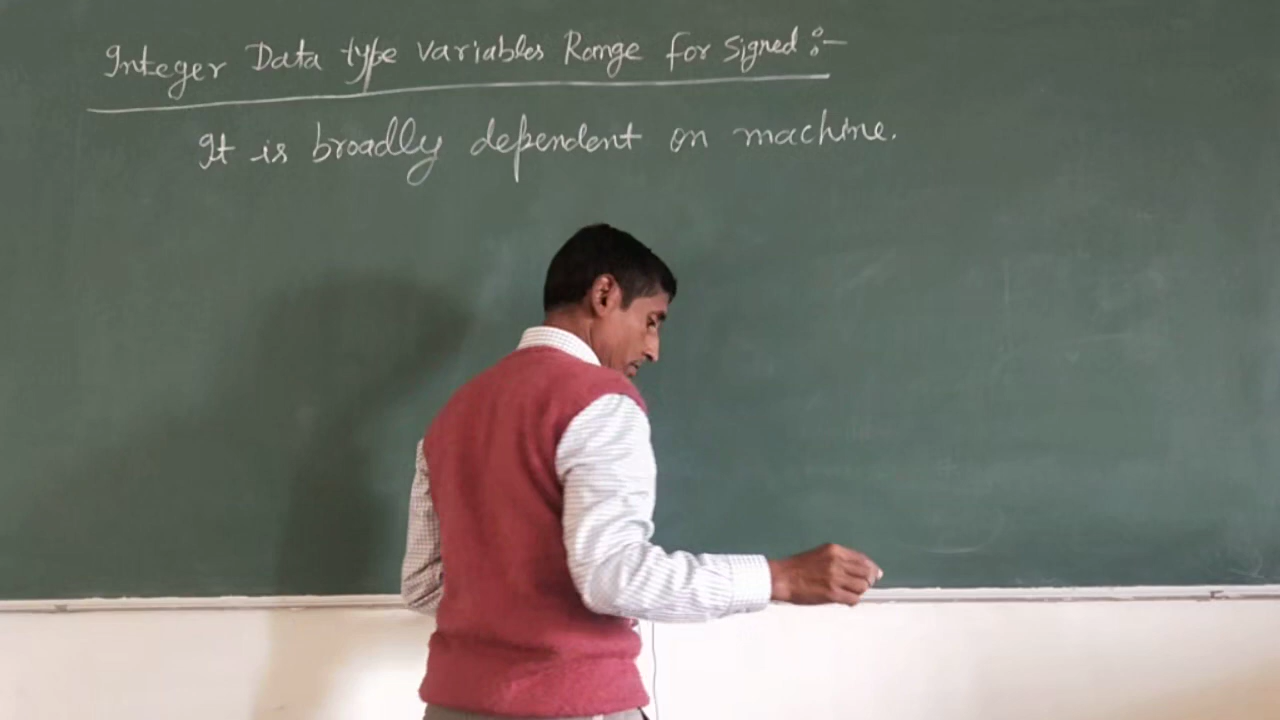 Integer Data type variables Range for Signed :-
It is broadly dependent on machine.